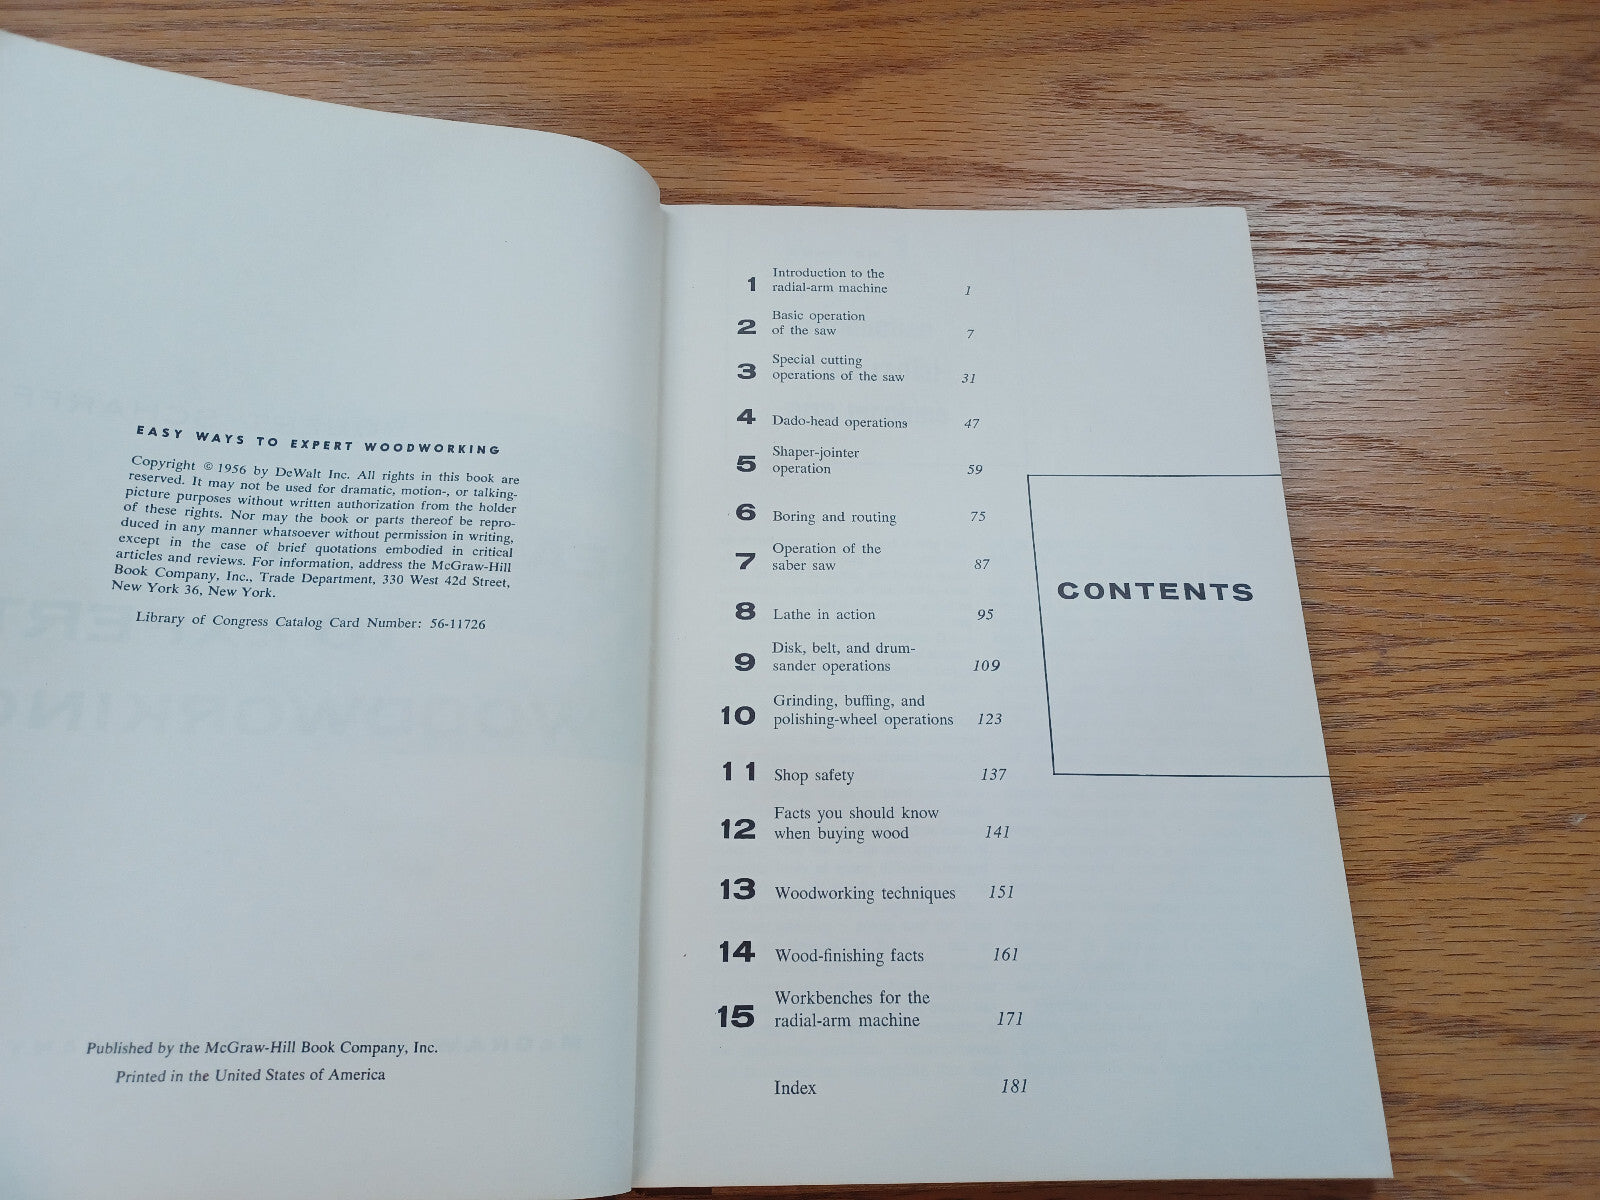 EASY WAYS TO EXPERT WOODWORKING
Copyright © 1956 by DeWalt Inc. All rights in this book are
reserved. It may not be used for dramatic, motion-, or talking-
picture purposes without written authorization from the holder
of these rights. Nor may the book or parts thereof be repro-
duced in any manner whatsoever without permission in writing,
except in the case of brief quotations embodied in critical
articles and reviews. For information, address the McGraw-Hill
Book Company, Inc., Trade Department, 330 West 42d Street,
New York 36, New York.
Library of Congress Catalog Card Number: 56-11726
Published by the McGraw-Hill Book Company, Inc.
Printed in the United States of America
Introduction to the
1 radial-arm machine 1
Basic operation
2 of the saw 7
Special cutting
3 operations of the saw 31
4 Dado-head operations 47
Shaper-jointer
5 operation 59
6 Boring and routing 75
Operation of the
7 saber saw 87
8 Lathe in action 95
Disk, belt, and drum-
9 sander operations 109
Grinding, buffing, and
10 polishing-wheel operations 123
11 Shop safety 137
Facts you should know
12 when buying wood 141
13 Woodworking techniques 151
14 Wood-finishing facts 161
Workbenches for the
15 radial-arm machine 171
Index 181
CONTENTS